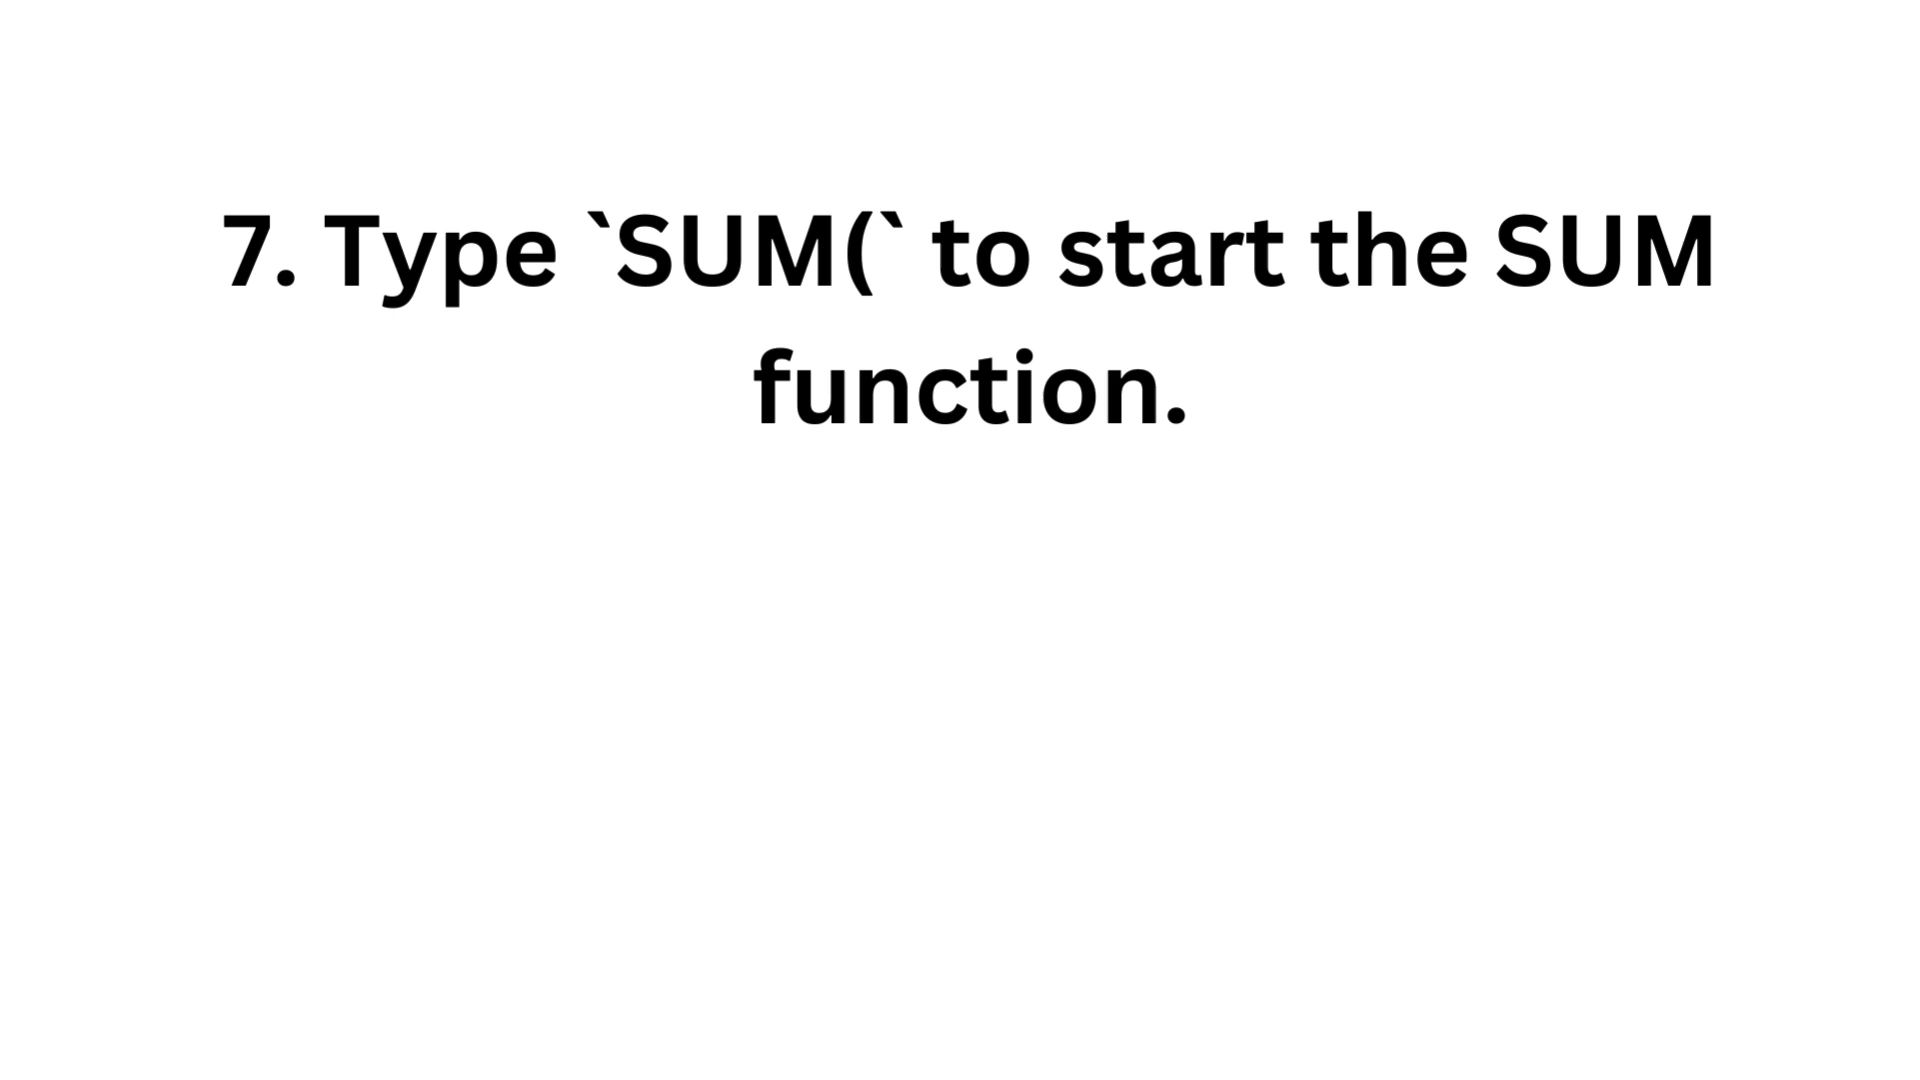 7. Type `SUM(` to start the SUM
function.